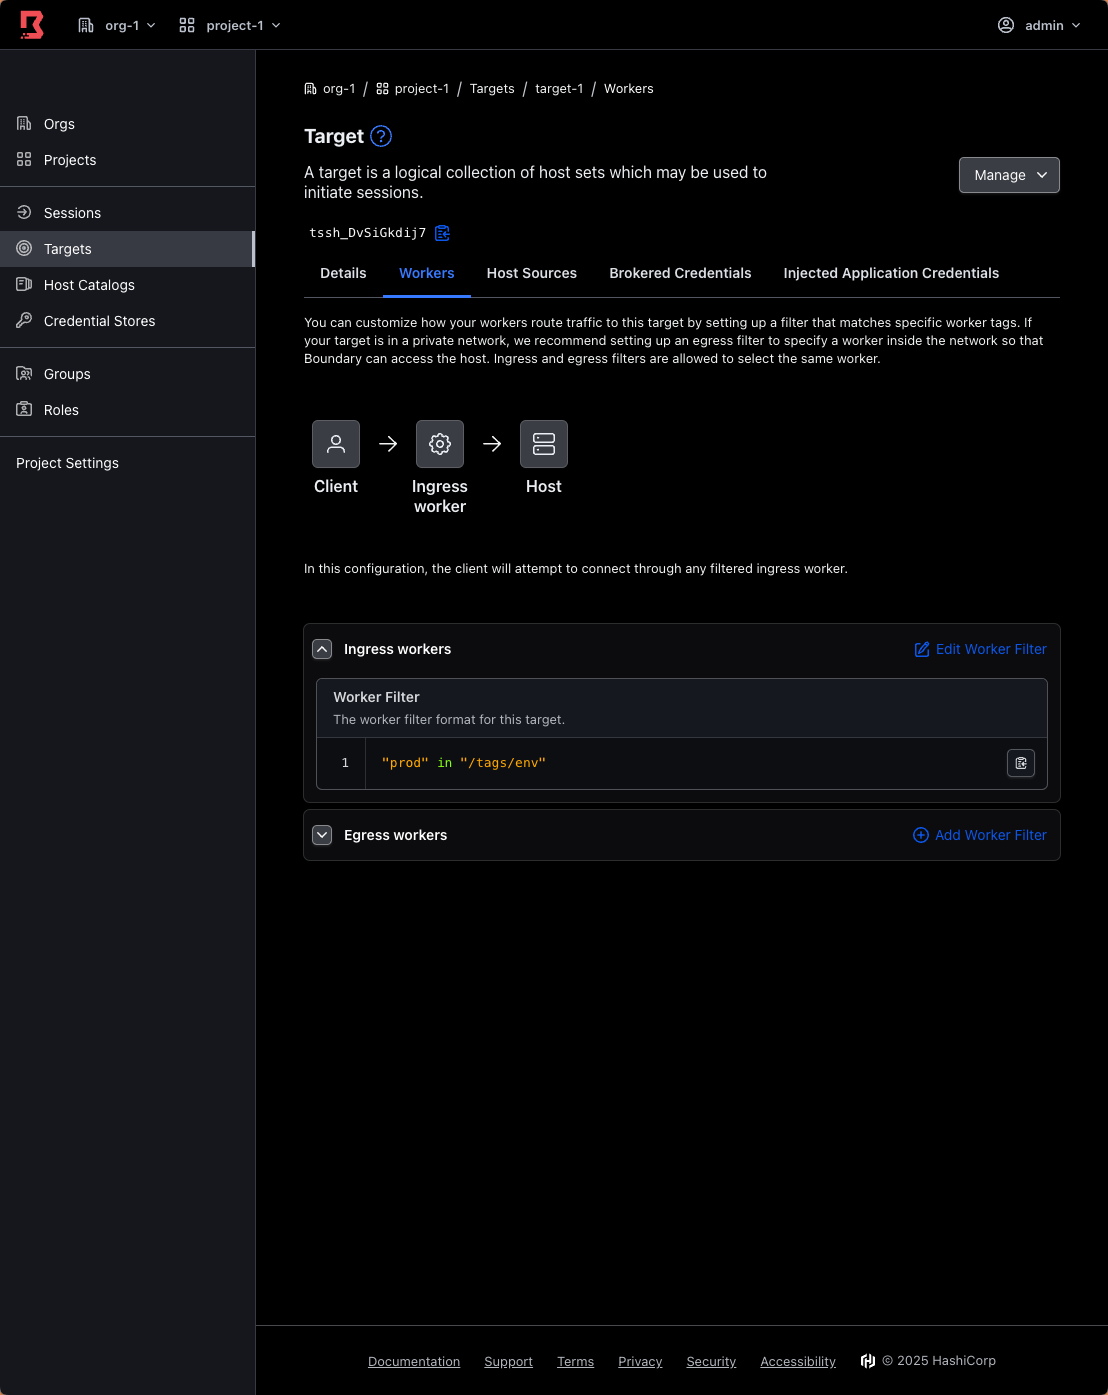 org-1
project-1
admin
Orgs
Projects
Sessions
Targets
Host Catalogs
Credential Stores
Groups
Roles
Project Settings
org-1 / project-1 / Targets / target-1 / Workers
Target
A target is a logical collection of host sets which may be used to
initiate sessions.
Manage
tssh_DvSiGkdij7
Details Workers Host Sources Brokered Credentials Injected Application Credentials
You can customize how your workers route traffic to this target by setting up a filter that matches specific worker tags. If
your target is in a private network, we recommend setting up an egress filter to specify a worker inside the network so that
Boundary can access the host. Ingress and egress filters are allowed to select the same worker.
Client
Ingress
worker
Host
In this configuration, the client will attempt to connect through any filtered ingress worker.
Ingress workers
Edit Worker Filter
Worker Filter
The worker filter format for this target.
1 "prod" in "/tags/env"
Egress workers
Add Worker Filter
Documentation Support Terms Privacy Security Accessibility © 2025 HashiCorp